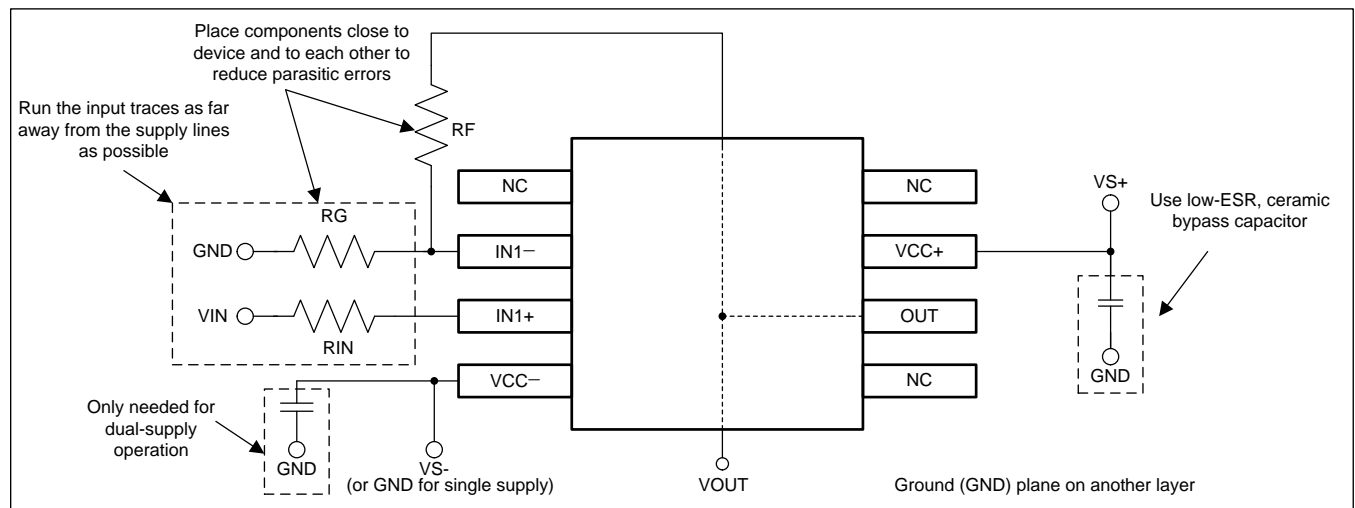 Place components close to
device and to each other to
reduce parasitic errors
Run the input traces as far
away from the supply lines
as possible
RF
NC
NC
VS+
Use low-ESR, ceramic
bypass capacitor
RG
GND
IN1−
VCC+
VIN
IN1+
OUT
RIN
VCC−
NC
GND
Only needed for
dual-supply
operation
GND
VS-
(or GND for single supply)
VOUT
Ground (GND) plane on another layer